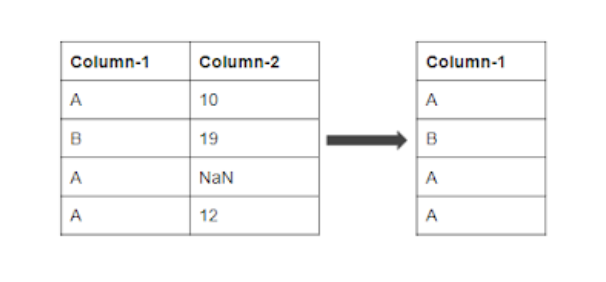 Column-1 Column-2
A 10
B 19
A NaN
A 12
Column-1
A
B
A
A